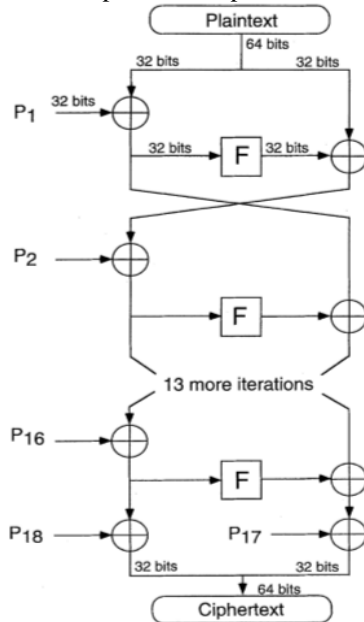 Plaintext
64 bits
32 bits 32 bits
P1 32 bits
32 bits F 32 bits
P2
F
13 more iterations
P16
F
P18 P17
32 bits 32 bits
64 bits
Ciphertext